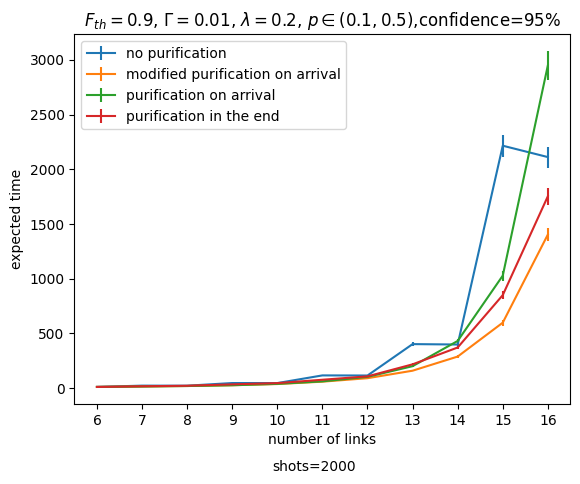 F_th = 0.9, Γ = 0.01, λ = 0.2, p ∈ (0.1, 0.5),confidence=95%
no purification
modified purification on arrival
purification on arrival
purification in the end
expected time
3000
2500
2000
1500
1000
500
0
6 7 8 9 10 11 12 13 14 15 16
number of links
shots=2000